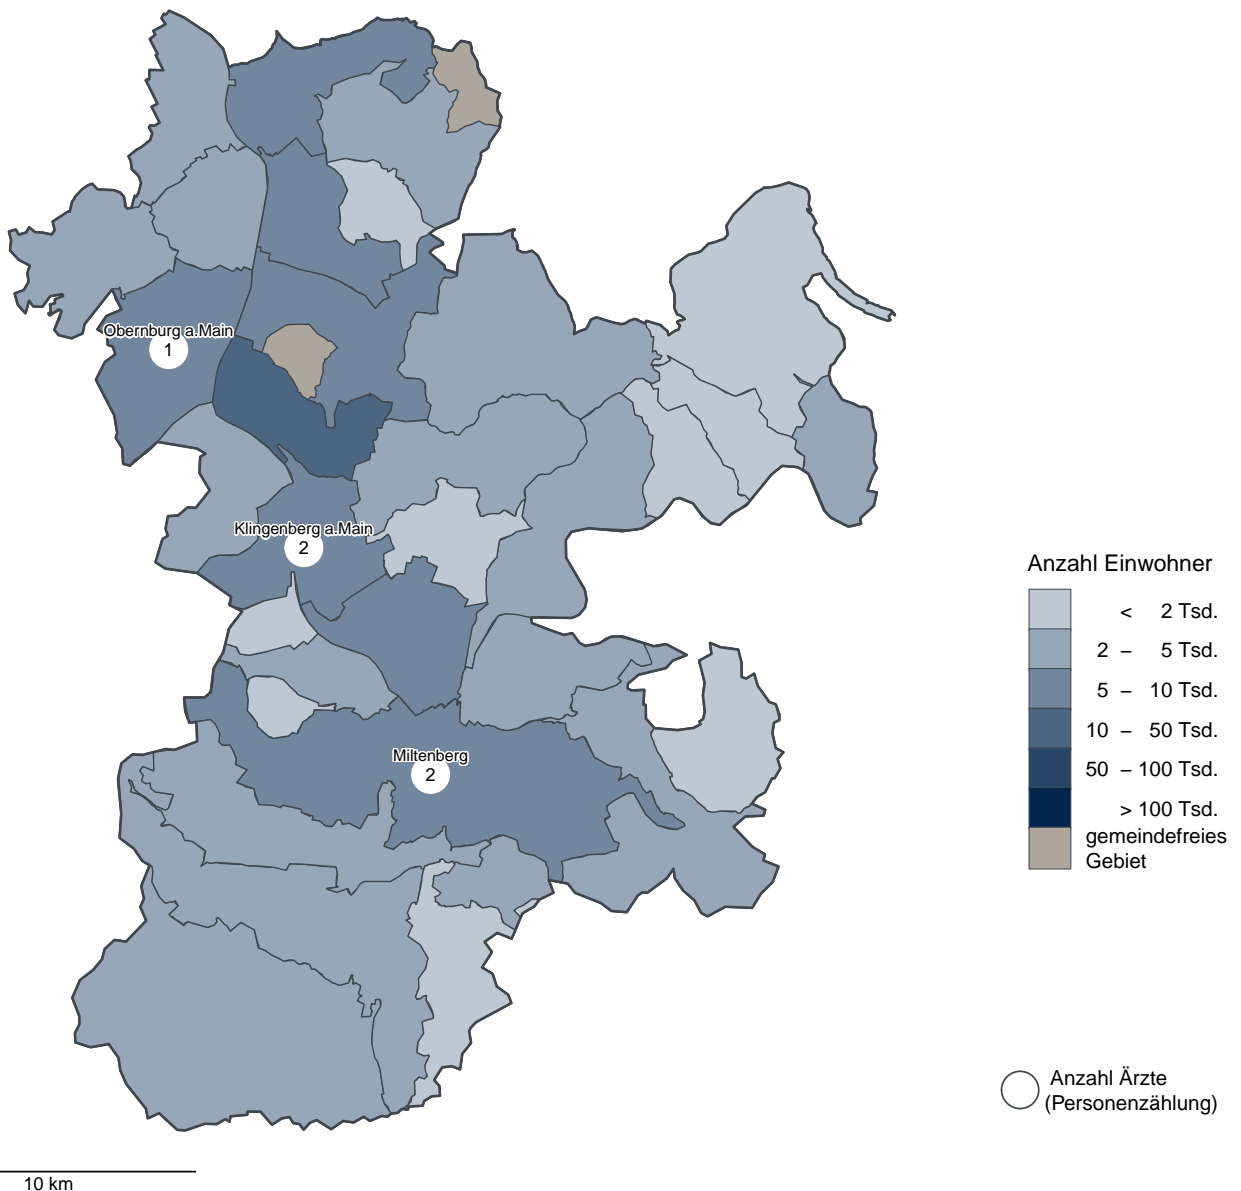 Obernburg a.Main
1
Klingenberg a.Main
2
Miltenberg
2
Anzahl Einwohner
< 2 Tsd.
2 – 5 Tsd.
5 – 10 Tsd.
10 – 50 Tsd.
50 – 100 Tsd.
> 100 Tsd.
gemeindefreies
Gebiet
Anzahl Ärzte
(Personenzählung)
10 km